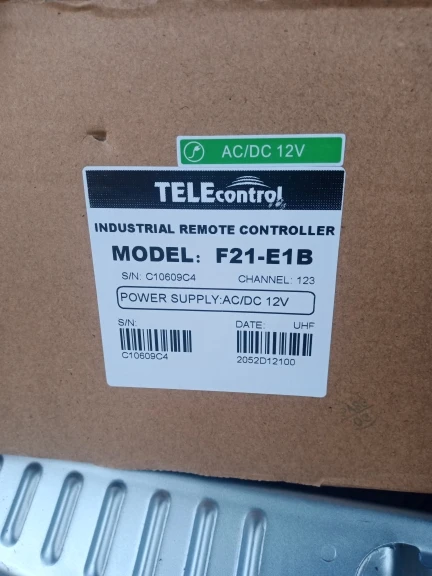 AC/DC 12V
TELEcontrol
INDUSTRIAL REMOTE CONTROLLER
MODEL: F21-E1B
S/N: C10609C4 CHANNEL: 123
POWER SUPPLY:AC/DC 12V
S/N: DATE: UHF
C10609C4 2052D12100